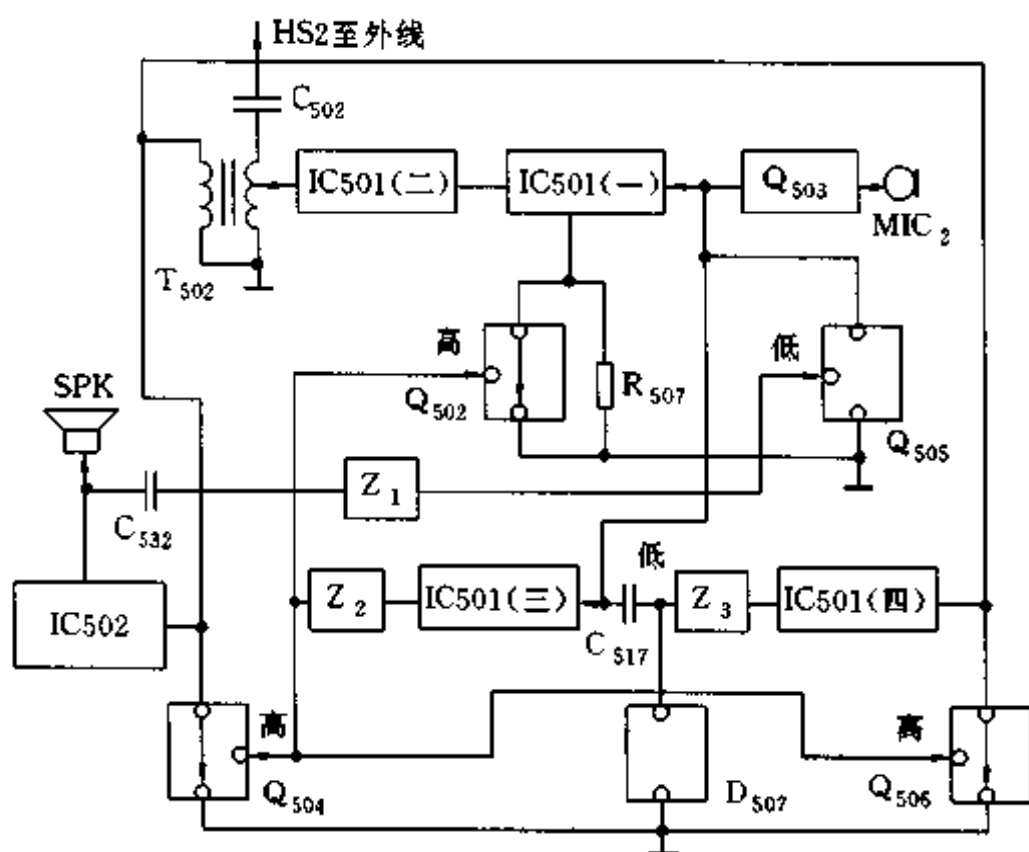 HS2至外线
C502
IC501(二)
IC501(一)
Q503
MIC2
T502
高
低
SPK
Q502
R507
Q505
Z1
C532
低
Z2
IC501(三)
Z3
IC501(四)
IC502
C517
高
高
Q504
D507
Q506